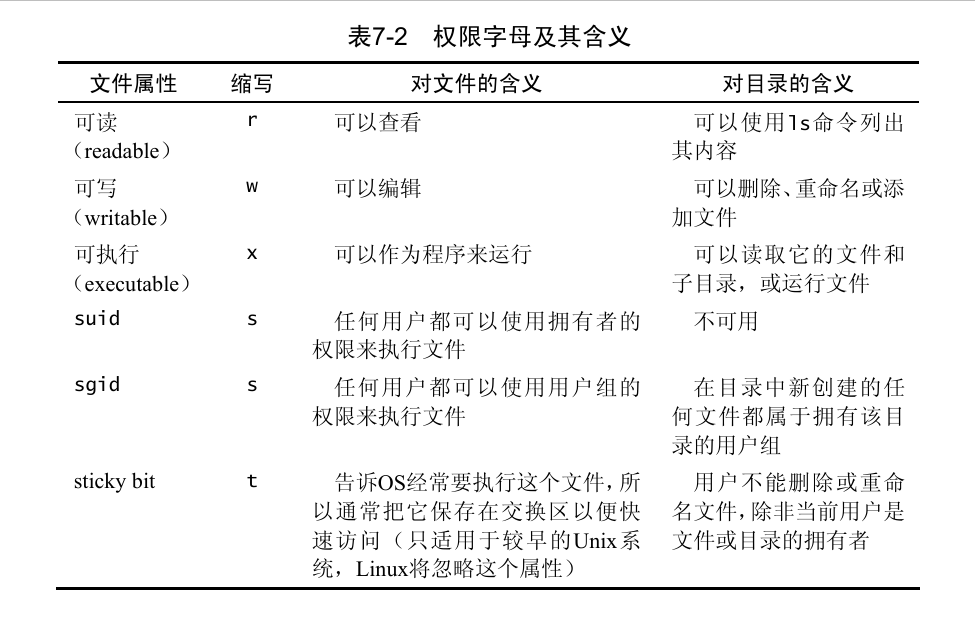 表7-2 权限字母及其含义
文件属性 缩写 对文件的含义 对目录的含义
可读 r 可以查看 可以使用ls命令列出
（readable） 其内容
可写 w 可以编辑 可以删除、重命名或添
（writable） 加文件
可执行 x 可以作为程序来运行 可以读取它的文件和
（executable） 子目录，或运行文件
suid s 任何用户都可以使用拥有者的 不可用
权限来执行文件
sgid s 任何用户都可以使用用户组的 在目录中新创建的任
权限来执行文件 何文件都属于拥有该目
录的用户组
sticky bit t 告诉OS经常要执行这个文件，所 用户不能删除或重命
以通常把它保存在交换区以便快 名文件，除非当前用户是
速访问（只适用于较早的Unix系 文件或目录的拥有者
统，Linux将忽略这个属性）